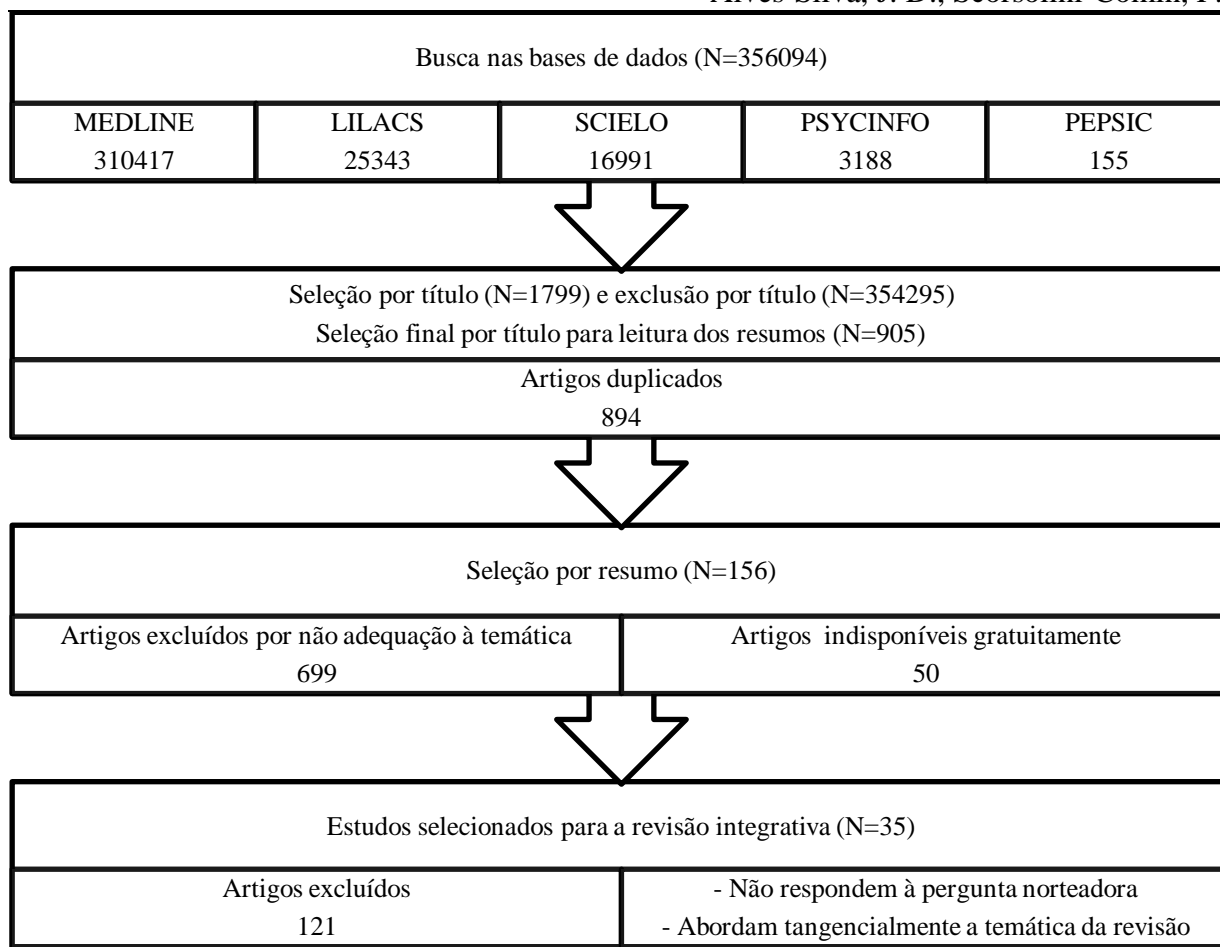 Busca nas bases de dados (N=356094)
MEDLINE LILACS SCIELO PSYCINFO PEPSIC
310417 25343 16991 3188 155
Seleção por título (N=1799) e exclusão por título (N=354295)
Seleção final por título para leitura dos resumos (N=905)
Artigos duplicados
894
Seleção por resumo (N=156)
Artigos excluídos por não adequação à temática
699
Artigos indisponíveis gratuitamente
50
Estudos selecionados para a revisão integrativa (N=35)
Artigos excluídos
121
- Não respondem à pergunta norteadora
- Abordam tangencialmente a temática da revisão